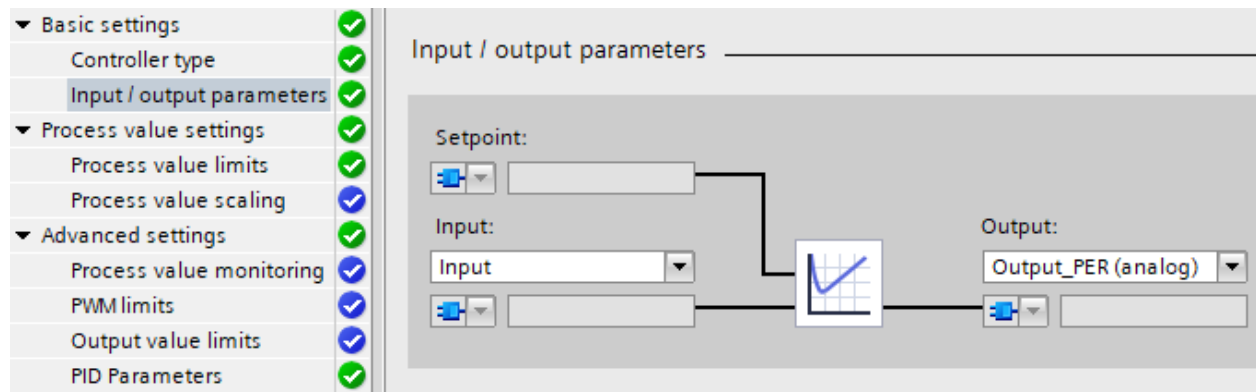 Basic settings
Controller type
Input / output parameters
Process value settings
Process value limits
Process value scaling
Advanced settings
Process value monitoring
PWM limits
Output value limits
PID Parameters
Input / output parameters
Setpoint:
Input:
Input
Output:
Output_PER (analog)